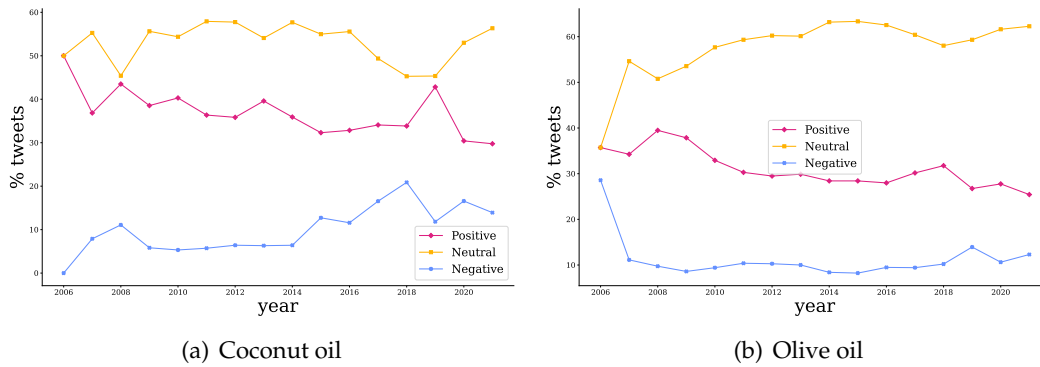 60
50
40
30
20
10
0
% tweets
2006 2008 2010 2012 2014 2016 2018 2020
year
Positive
Neutral
Negative
(a) Coconut oil
60
50
40
30
20
10
% tweets
2006 2008 2010 2012 2014 2016 2018 2020
year
Positive
Neutral
Negative
(b) Olive oil